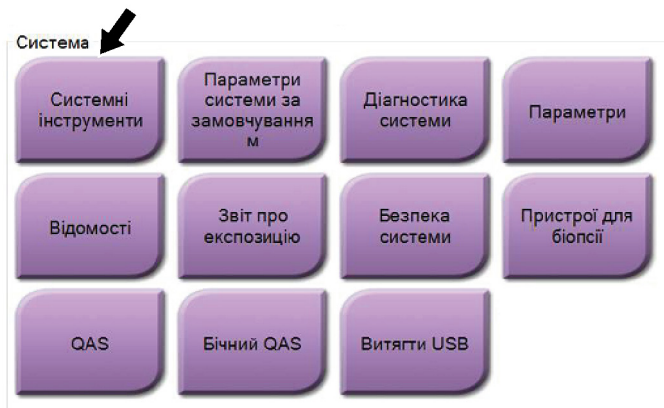 Система
Системні
інструменти
Параметри
системи за
замовчування
м
Діагностика
системи
Параметри
Відомості
Звіт про
експозицію
Безпека
системи
Пристрої для
біопсії
QAS
Бічний QAS
Витягти USB